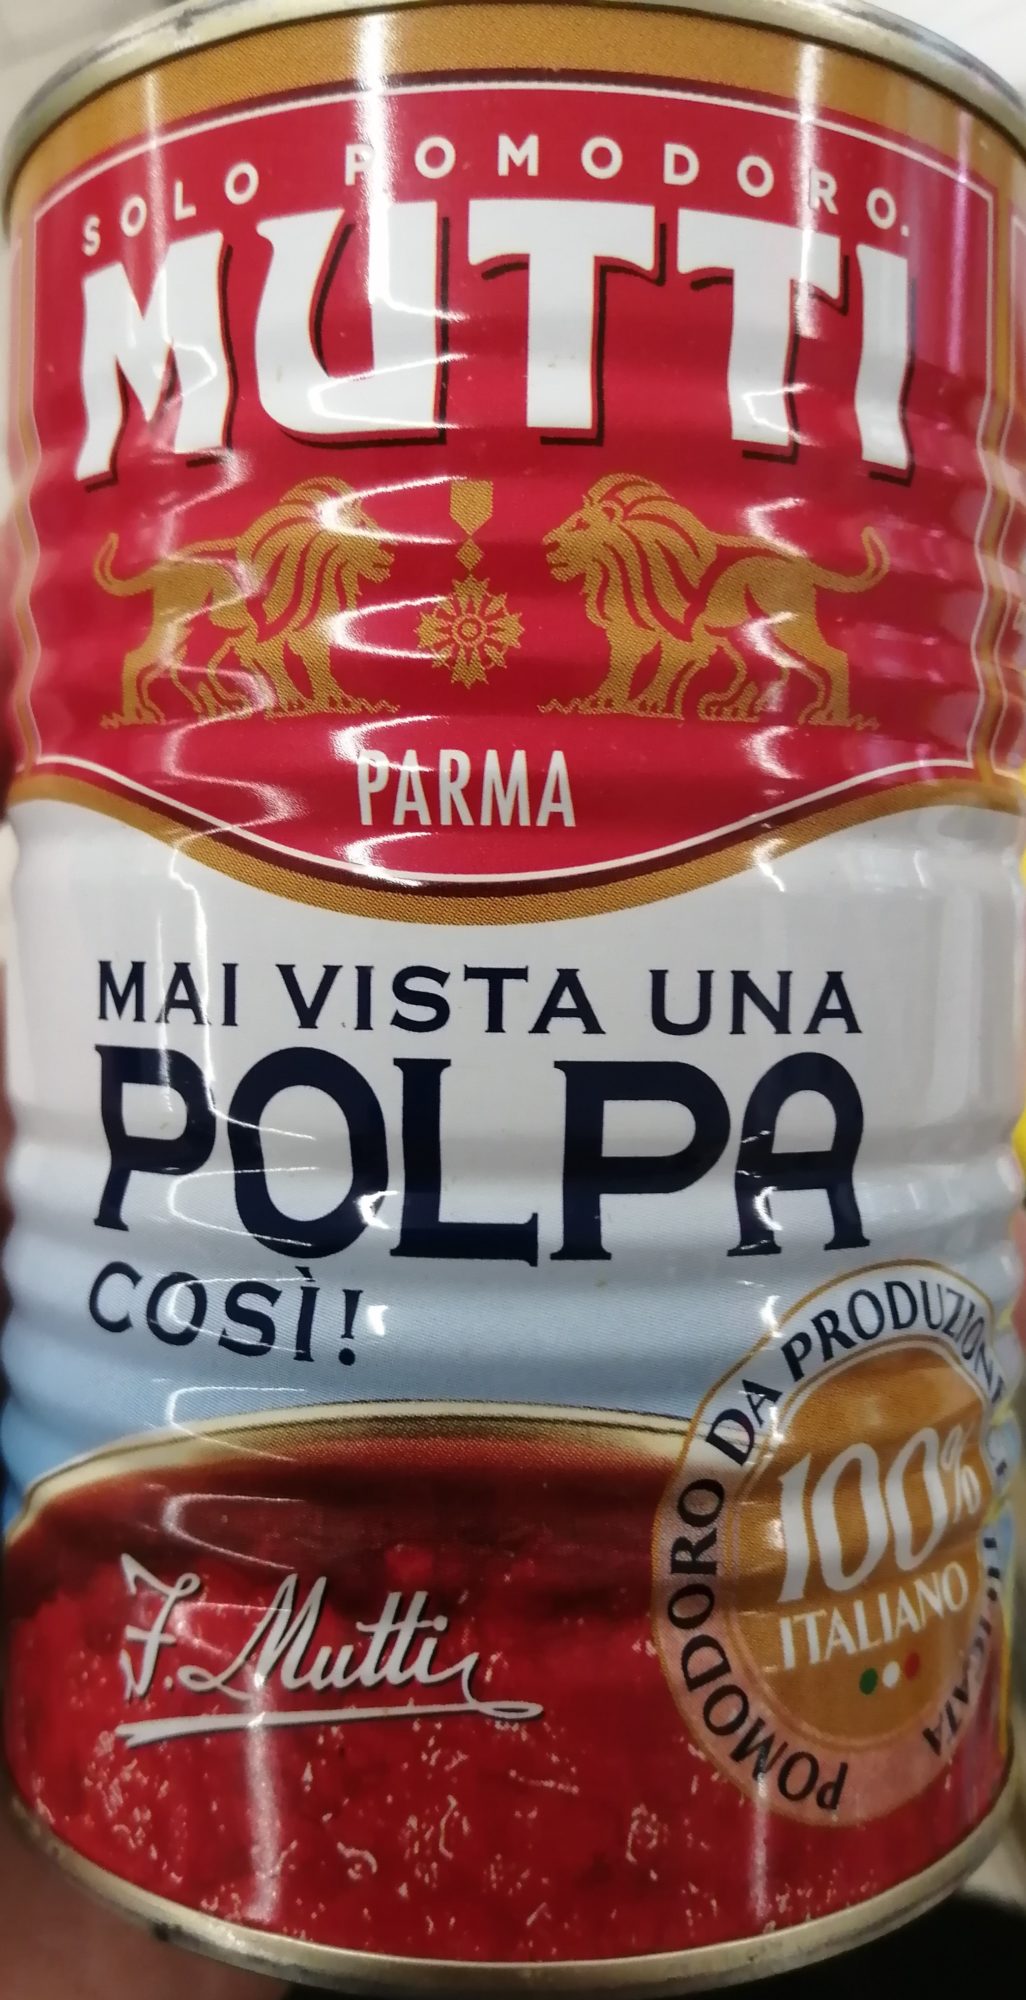 SOLO POMODORO.
MUTTI
PARMA
MAI VISTA UNA
POLPA
COSÌ!
J. Mutti
POMODORO DA PRODUZIONE
100%
ITALIANO